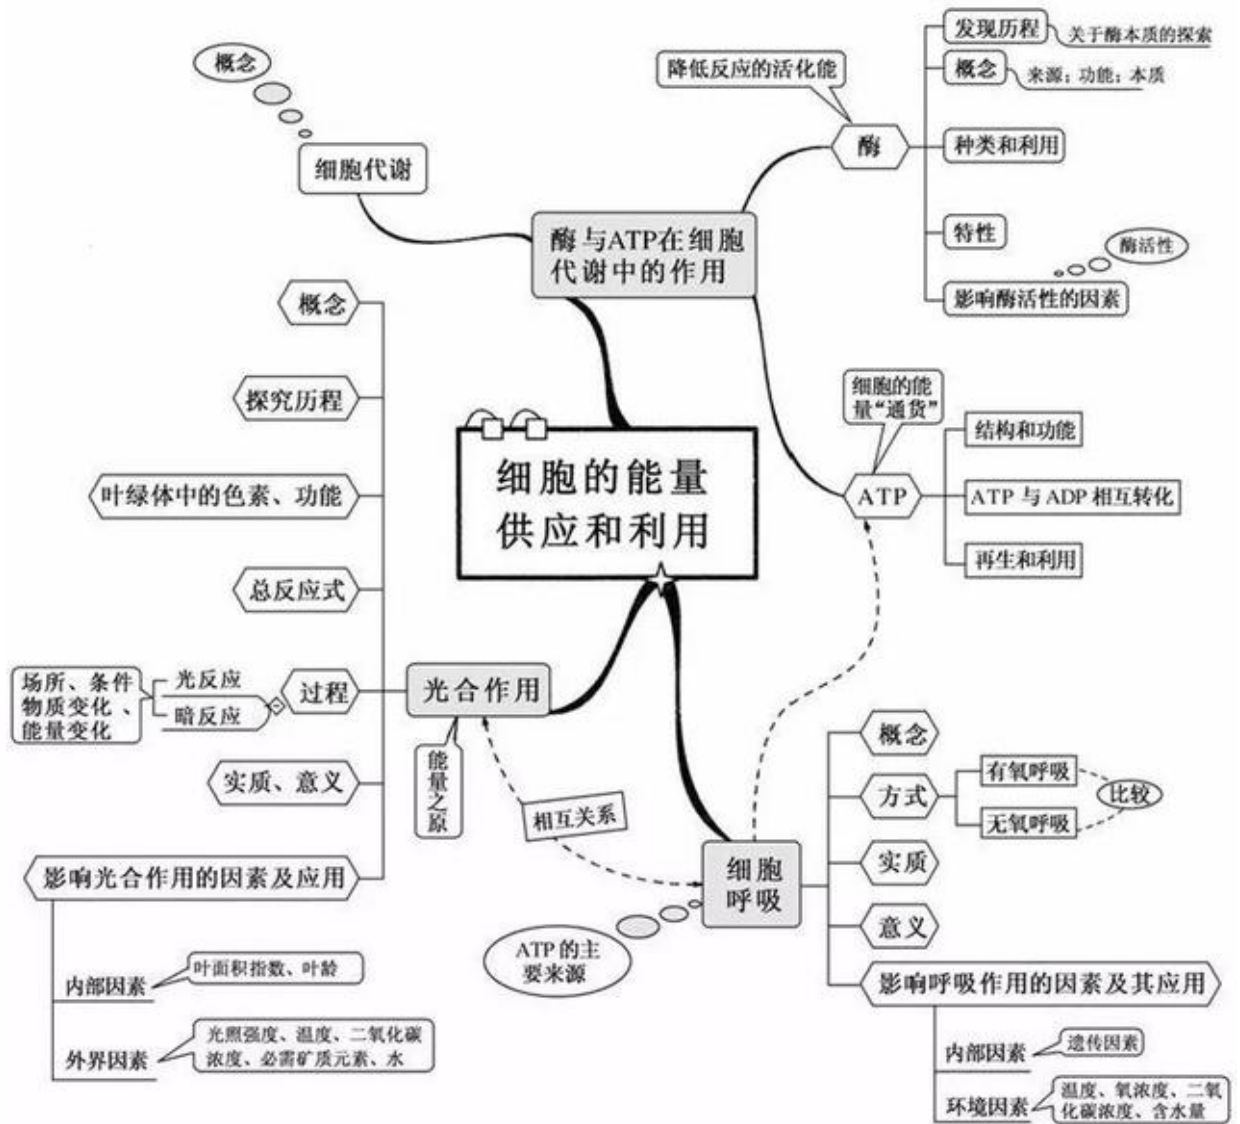 细胞的能量
供应和利用
酶与ATP在细胞
代谢中的作用
细胞代谢
概念
酶
降低反应的活化能
发现历程
关于酶本质的探索
概念
来源；功能；本质
种类和利用
特性
影响酶活性的因素
酶活性
ATP
细胞的能
量“通货”
结构和功能
ATP 与 ADP 相互转化
再生和利用
光合作用
能量之原
概念
探究历程
叶绿体中的色素、功能
总反应式
过程
光反应
暗反应
场所、条件
物质变化、
能量变化
实质、意义
影响光合作用的因素及应用
内部因素
叶面积指数、叶龄
外界因素
光照强度、温度、二氧化碳
浓度、必需矿质元素、水
相互关系
细胞
呼吸
ATP 的主
要来源
概念
方式
有氧呼吸
无氧呼吸
比较
实质
意义
影响呼吸作用的因素及其应用
内部因素
遗传因素
环境因素
温度、氧浓度、二氧
化碳浓度、含水量